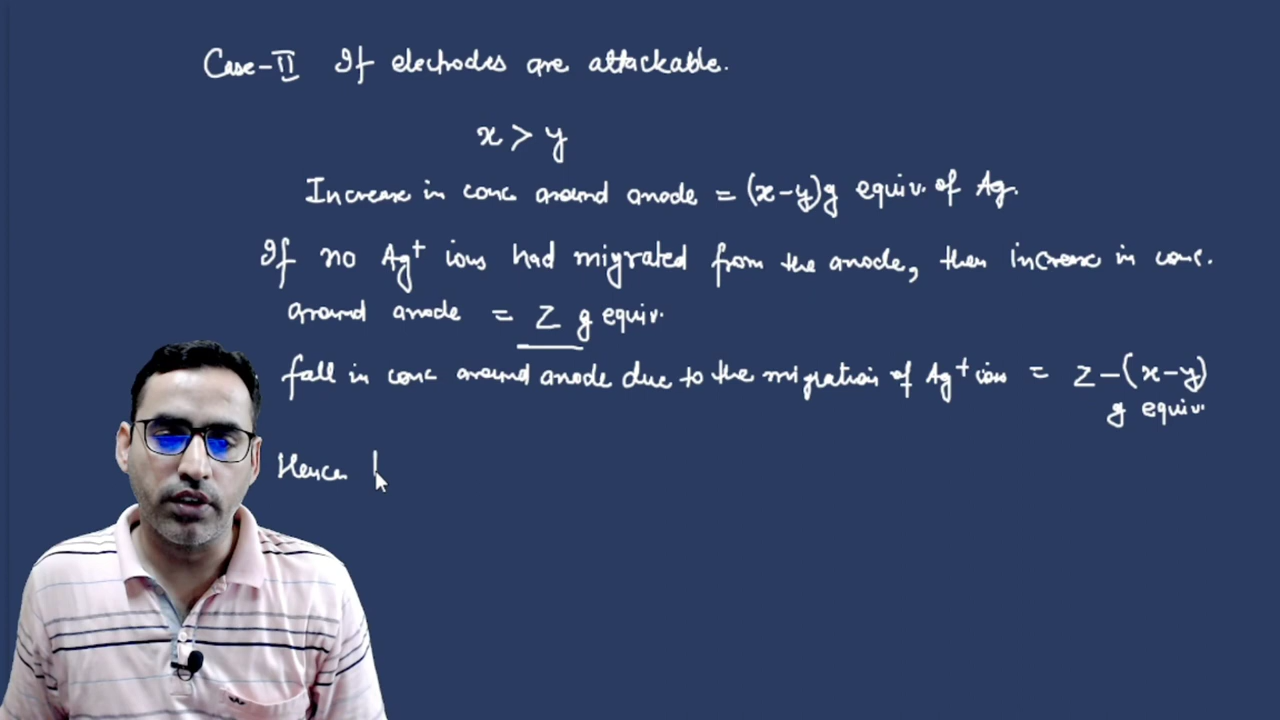 Case-II If electrodes are attackable.
x > y
Increase in conc around anode = (x-y)g equiv. of Ag.
If no Ag⁺ ions had migrated from the anode, then increase in conc.
around anode = Z g equiv.
fall in conc around anode due to the migration of Ag⁺ ions = Z-(x-y)
g equiv.
Hence